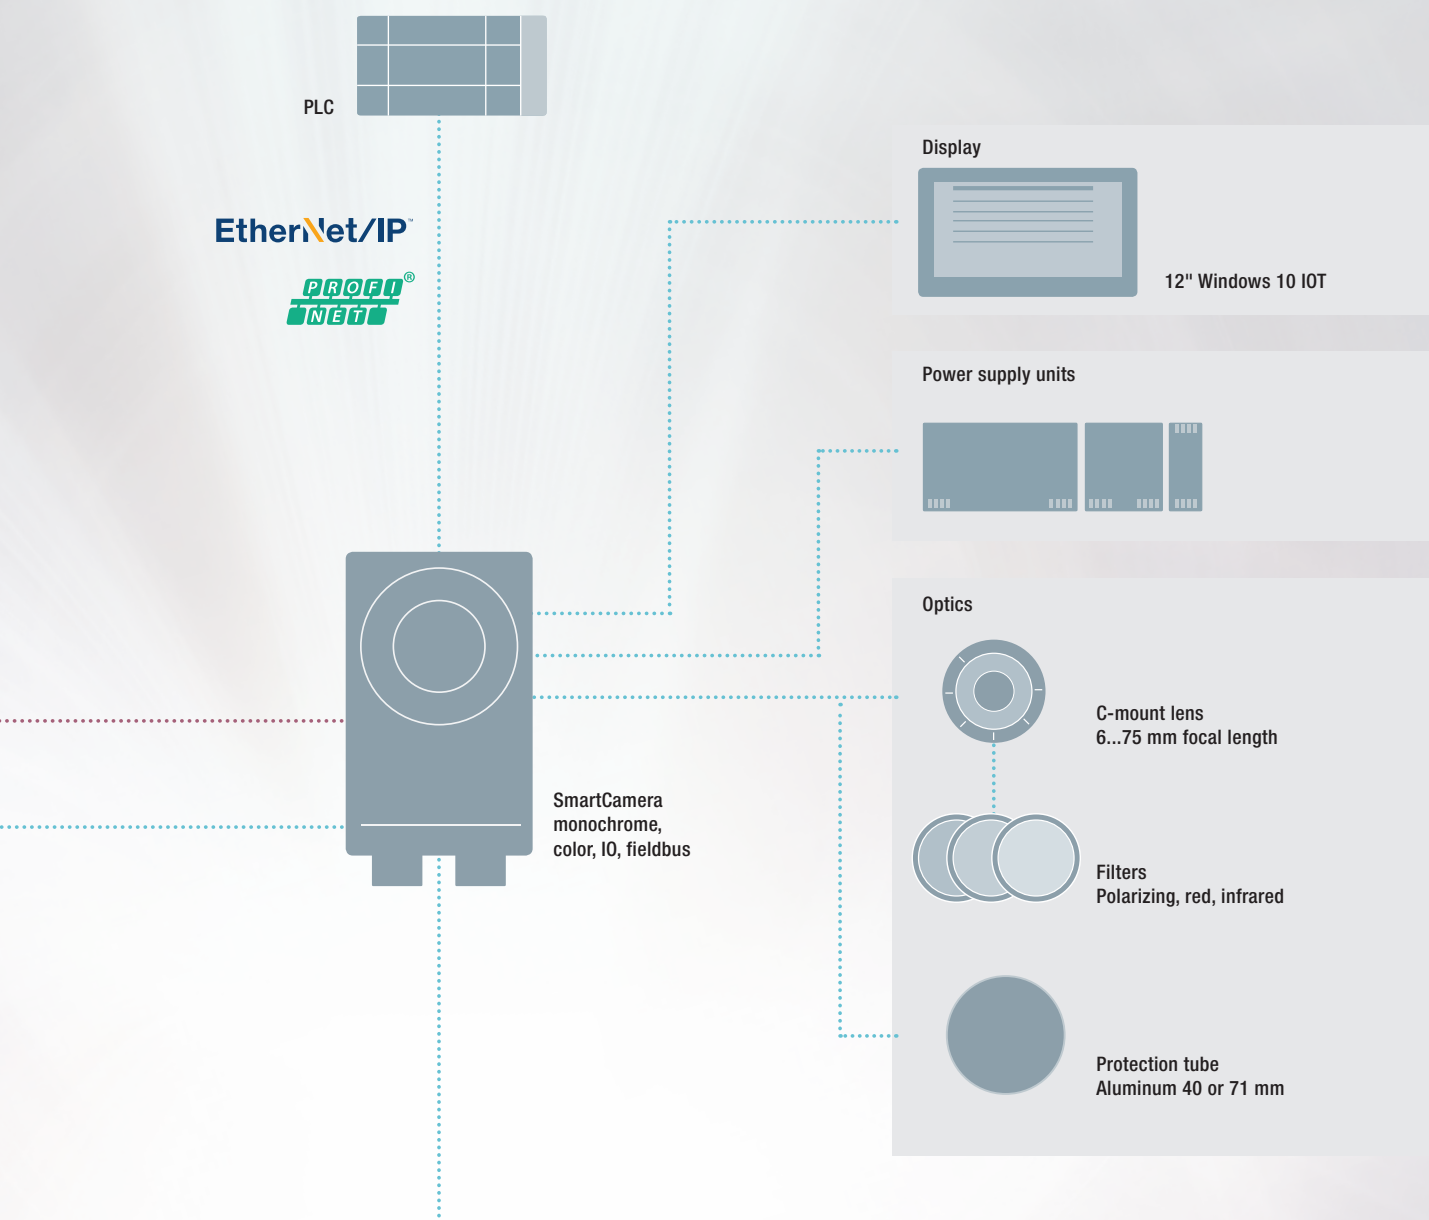 PLC
EtherNet/IP™
PROFI®
NET
Display
12" Windows 10 IOT
Power supply units
Optics
C-mount lens
6...75 mm focal length
SmartCamera
monochrome,
color, IO, fieldbus
Filters
Polarizing, red, infrared
Protection tube
Aluminum 40 or 71 mm